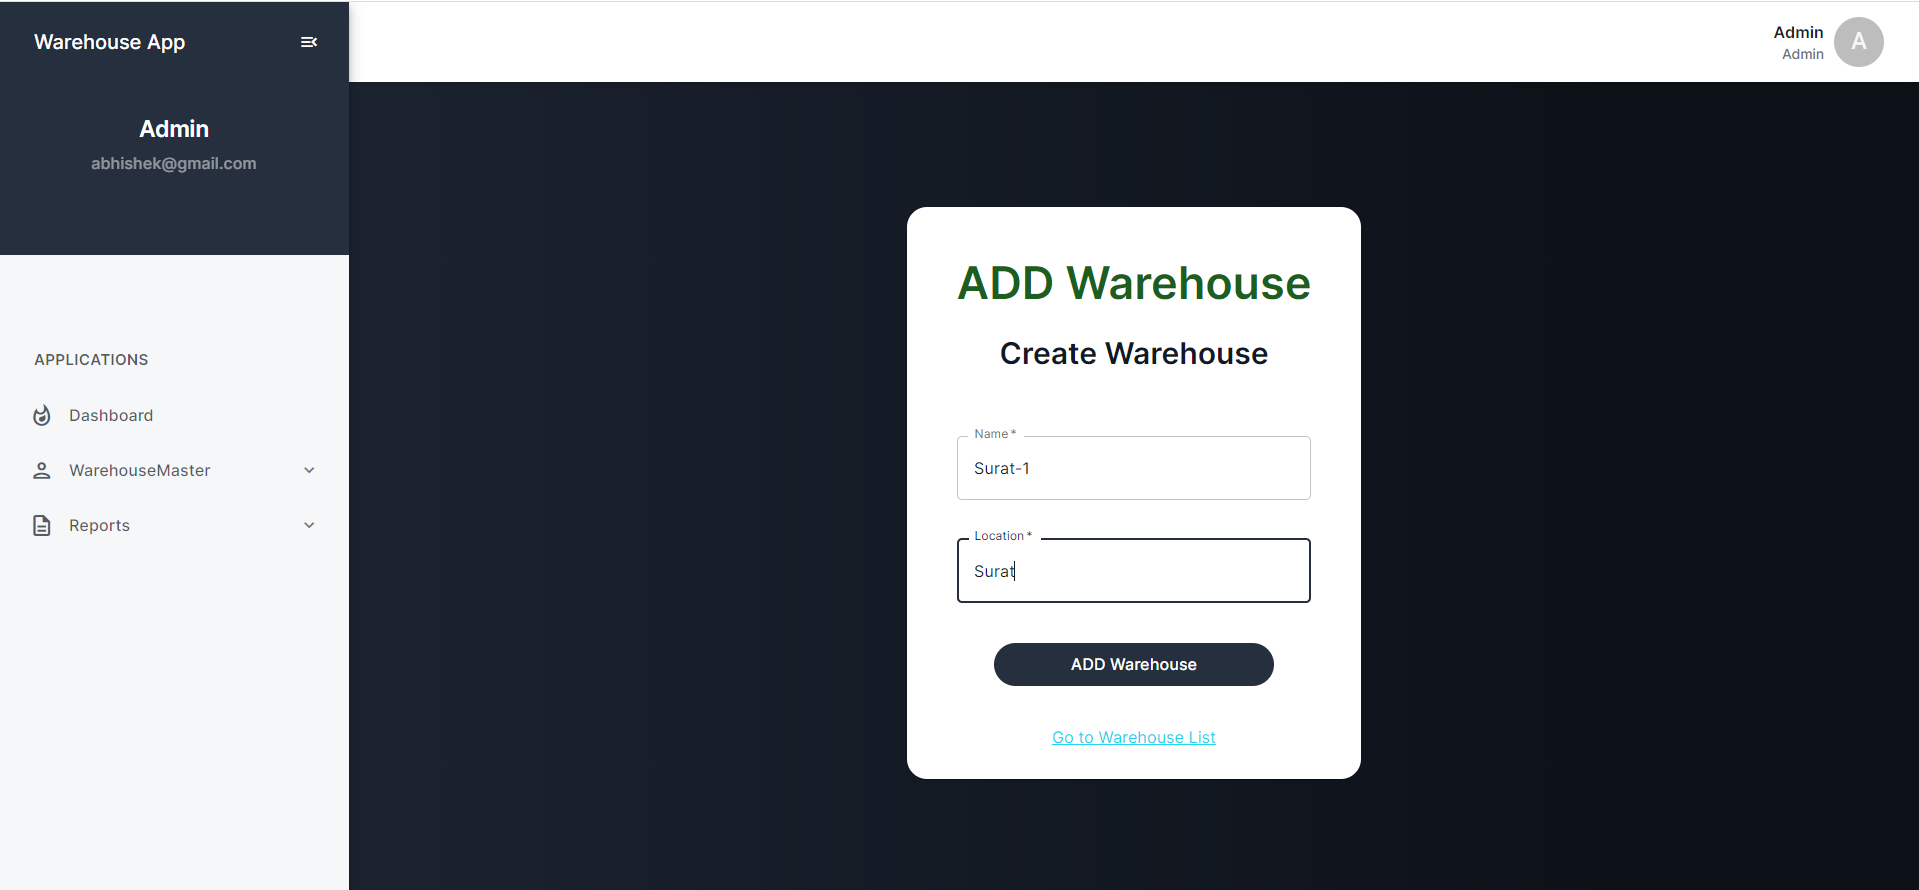 Warehouse App
Admin
abhishek@gmail.com
APPLICATIONS
Dashboard
WarehouseMaster
Reports
Admin
Admin
A
ADD Warehouse
Create Warehouse
Name *
Surat-1
Location *
Surat
ADD Warehouse
Go to Warehouse List